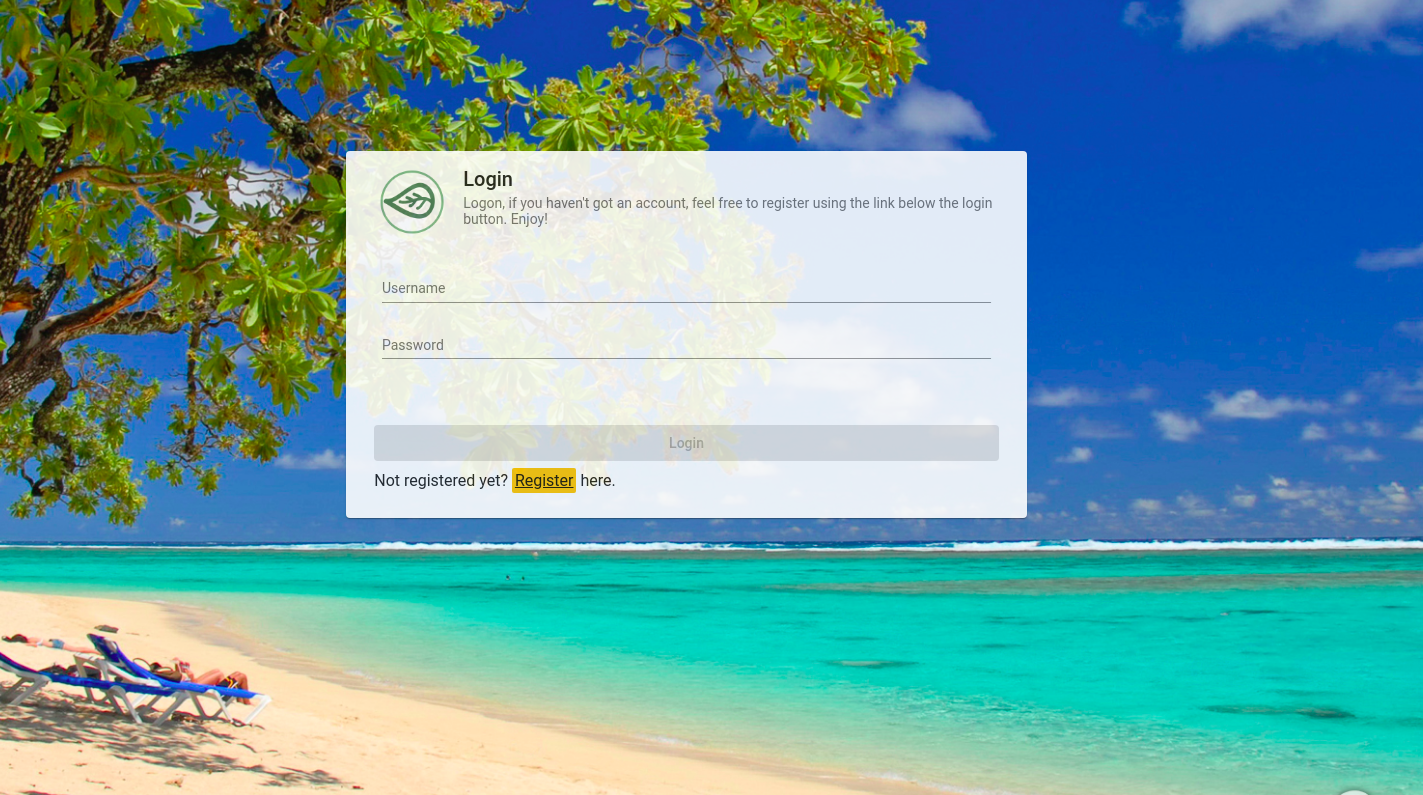 Login
Logon, if you haven't got an account, feel free to register using the link below the login
button. Enjoy!
Username
Password
Login
Not registered yet? Register here.